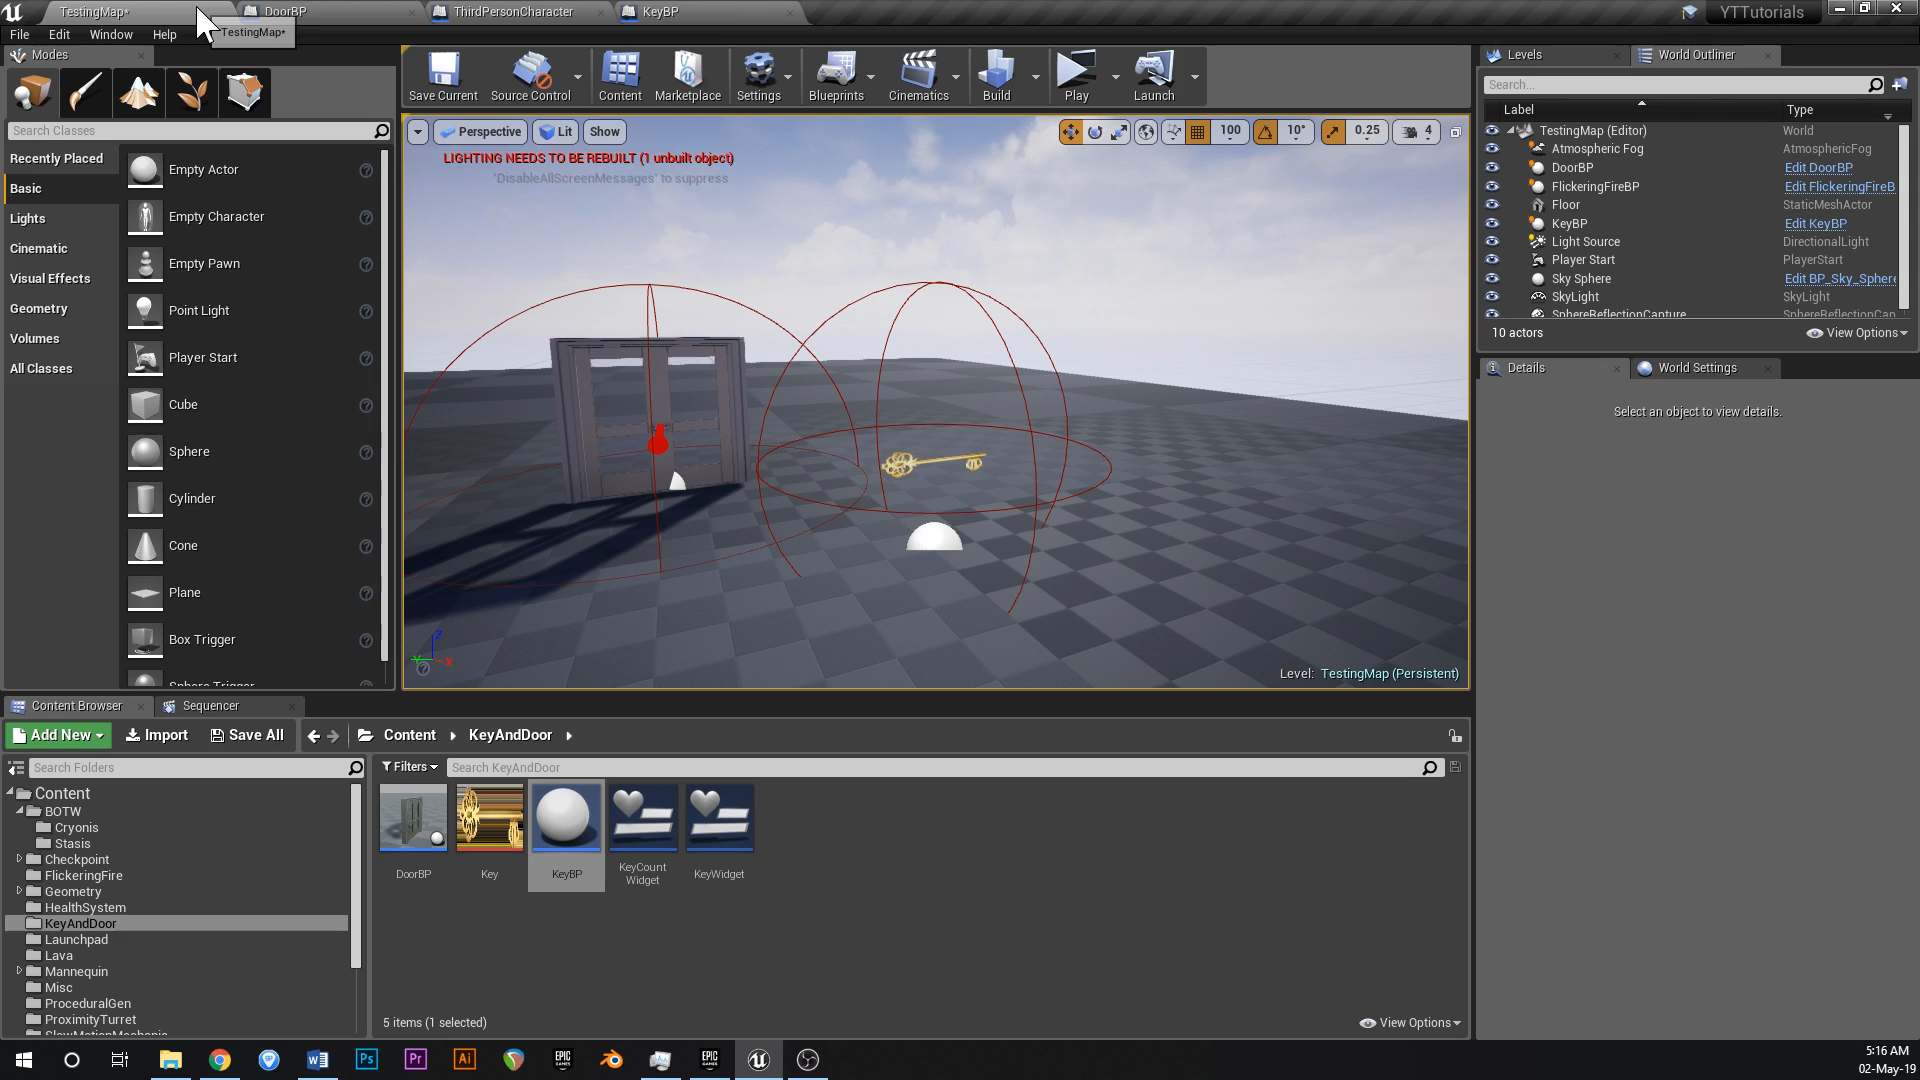 TestingMap*
DoorBP
ThirdPersonCharacter
KeyBP
YTTutorials
File
Edit
Window
Help
TestingMap*
Modes
Save Current
Source Control
Content
Marketplace
Settings
Blueprints
Cinematics
Build
Play
Launch
Search Classes
Recently Placed
Basic
Lights
Cinematic
Visual Effects
Geometry
Volumes
All Classes
Empty Actor
Empty Character
Empty Pawn
Point Light
Player Start
Cube
Sphere
Cylinder
Cone
Plane
Box Trigger
Sphere Trigger
Perspective
Lit
Show
100
10°
0.25
4
LIGHTING NEEDS TO BE REBUILT (1 unbuilt object)
'DisableAllScreenMessages' to suppress
Z
Y
X
Level: TestingMap (Persistent)
Levels
World Outliner
Search...
Label
Type
TestingMap (Editor)
World
Atmospheric Fog
AtmosphericFog
DoorBP
Edit DoorBP
FlickeringFireBP
Edit FlickeringFireB
Floor
StaticMeshActor
KeyBP
Edit KeyBP
Light Source
DirectionalLight
Player Start
PlayerStart
Sky Sphere
Edit BP_Sky_Sphere
SkyLight
SkyLight
SphereReflectionCapture
SphereReflectionCap
10 actors
View Options
Details
World Settings
Select an object to view details.
Content Browser
Sequencer
Add New
Import
Save All
Content
KeyAndDoor
Search Folders
Filters
Search KeyAndDoor
Content
BOTW
Cryonis
Stasis
Checkpoint
FlickeringFire
Geometry
HealthSystem
KeyAndDoor
Launchpad
Lava
Mannequin
Misc
ProceduralGen
ProximityTurret
SlowMotionMechanic
DoorBP
Key
KeyBP
KeyCount
Widget
KeyWidget
5 items (1 selected)
View Options
Ps
Pr
Ai
EPIC
GAMES
EPIC
GAMES
5:16 AM
02-May-19